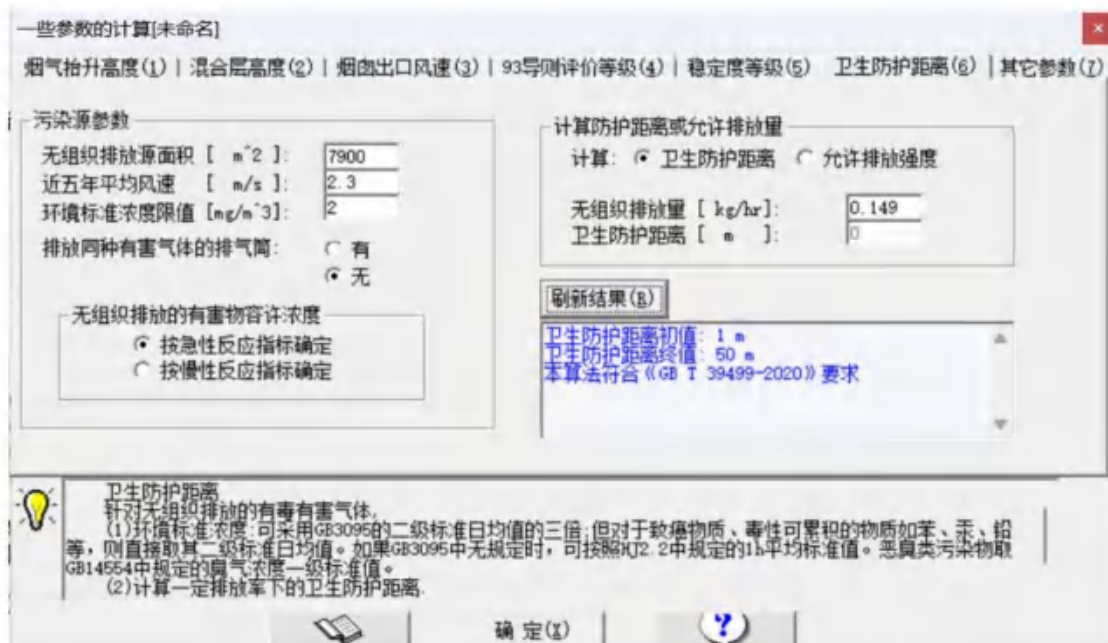 一些参数的计算[未命名]
烟气抬升高度(1) | 混合层高度(2) | 烟囱出口风速(3) | 93导则评价等级(4) | 稳定度等级(5) 卫生防护距离(6) | 其它参数(7)
污染源参数
无组织排放源面积 [ m^2 ]: 7900
近五年平均风速 [ m/s ]: 2.3
环境标准浓度限值 [mg/m^3]: 2
排放同种有害气体的排气筒: 有
无
无组织排放的有害物容许浓度
按急性反应指标确定
按慢性反应指标确定
计算防护距离或允许排放量
计算: 卫生防护距离 允许排放强度
无组织排放量 [ kg/hr]: 0.149
卫生防护距离 [ m ]: 0
刷新结果(R)
卫生防护距离初值: 1 m
卫生防护距离终值: 50 m
本算法符合《GB T 39499-2020》要求
卫生防护距离
针对无组织排放的有毒有害气体.
(1)环境标准浓度:可采用GB3095的二级标准日均值的三倍;但对于致癌物质、毒性可累积的物质如苯、汞、铅
等，则直接取其二级标准日均值。如果GB3095中无规定时，可按照HJ2.2中规定的1h平均标准值。恶臭类污染物取
GB14554中规定的臭气浓度一级标准值。
(2)计算一定排放率下的卫生防护距离.
确 定(X)